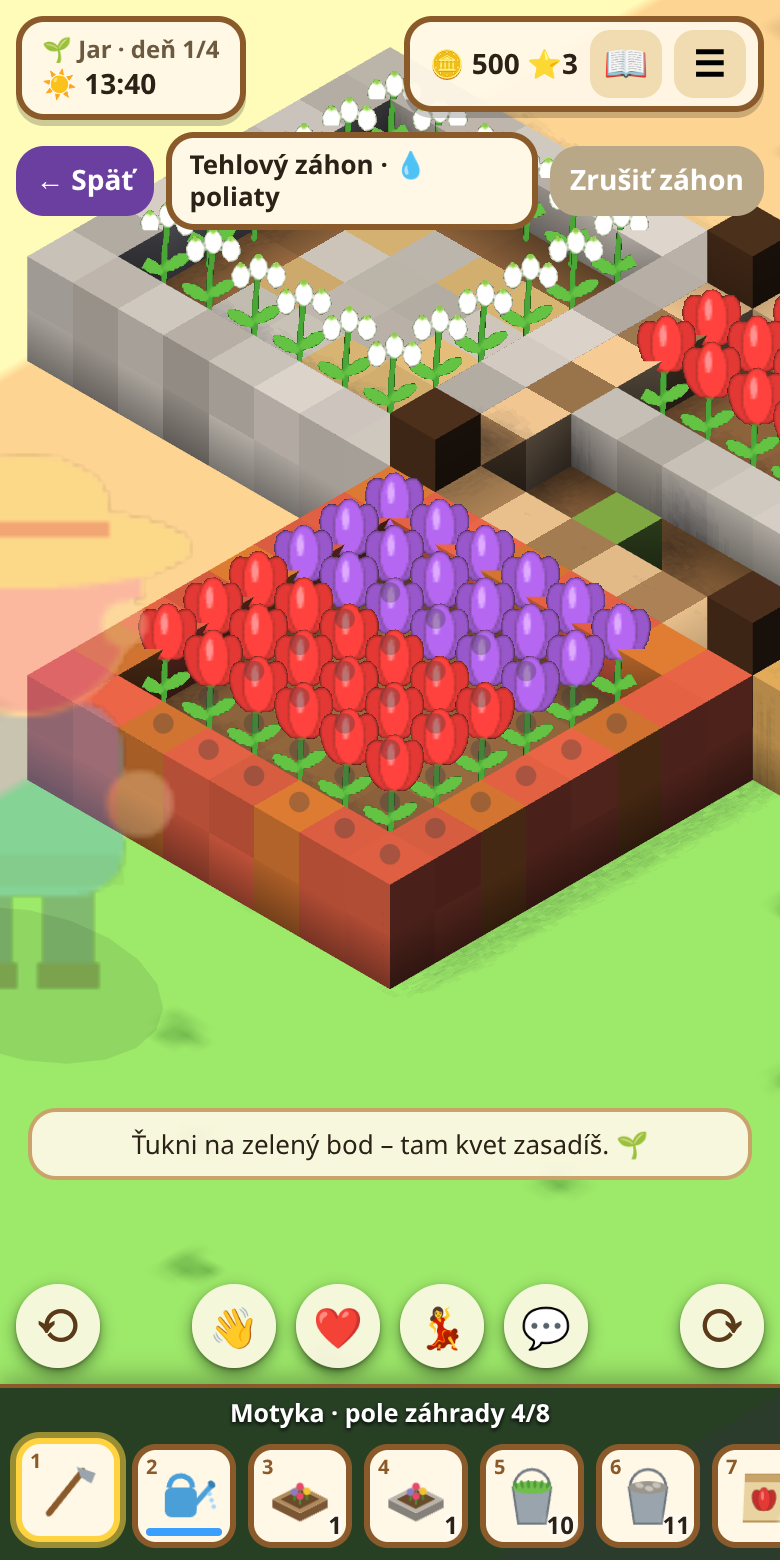 🌱 Jar · deň 1/4
☀️ 13:40
🪙 500 ⭐3
← Späť
Tehlový záhon · 💧
poliaty
Zrušiť záhon
Ťukni na zelený bod – tam kvet zasadíš. 🌱
Motyka · pole záhrady 4/8
1
2
3
1
4
1
5
10
6
11
7